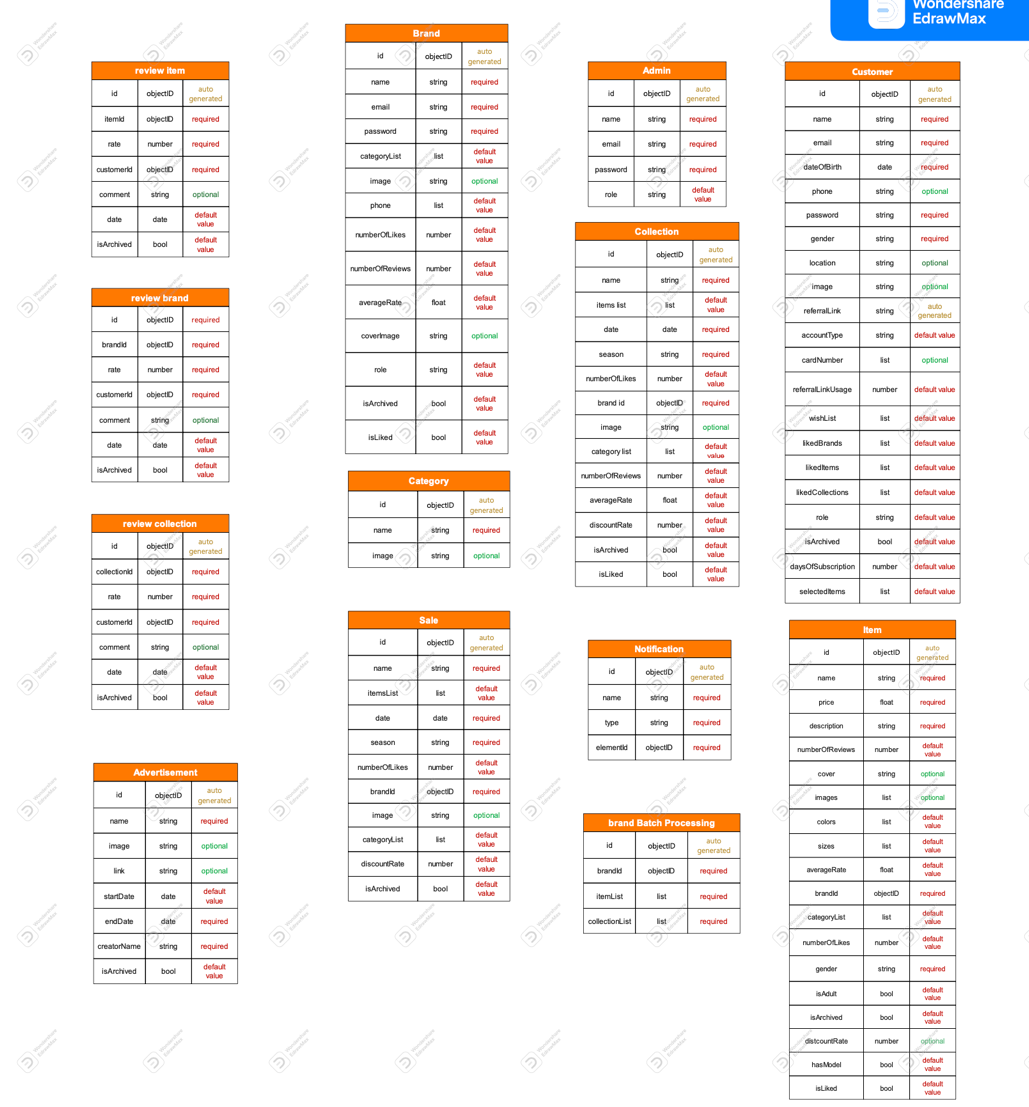 Wondershare
EdrawMax
review item
id objectID auto generated
itemId objectID required
rate number required
customerId objectID required
comment string optional
date date default value
isArchived bool default value
review brand
id objectID required
brandId objectID required
rate number required
customerId objectID required
comment string optional
date date default value
isArchived bool default value
review collection
id objectID auto generated
collectionId objectID required
rate number required
customerId objectID required
comment string optional
date date default value
isArchived bool default value
Advertisement
id objectID auto generated
name string required
image string optional
link string optional
startDate date default value
endDate date required
creatorName string required
isArchived bool default value
Brand
id objectID auto generated
name string required
email string required
password string required
categoryList list default value
image string optional
phone list default value
numberOfLikes number default value
numberOfReviews number default value
averageRate float default value
coverImage string optional
role string default value
isArchived bool default value
isLiked bool default value
Category
id objectID auto generated
name string required
image string optional
Sale
id objectID auto generated
name string required
itemsList list default value
date date required
season string required
numberOfLikes number default value
brandId objectID required
image string optional
categoryList list default value
discountRate number default value
isArchived bool default value
Admin
id objectID auto generated
name string required
email string required
password string required
role string default value
Collection
id objectID auto generated
name string required
items list list default value
date date required
season string required
numberOfLikes number default value
brand id objectID required
image string optional
category list list default value
numberOfReviews number default value
averageRate float default value
discountRate number default value
isArchived bool default value
isLiked bool default value
Notification
id objectID auto generated
name string required
type string required
elementId objectID required
brand Batch Processing
id objectID auto generated
brandId objectID required
itemList list required
collectionList list required
Customer
id objectID auto generated
name string required
email string required
dateOfBirth date required
phone string optional
password string required
gender string required
location string optional
image string optional
referralLink string auto generated
accountType string default value
cardNumber list optional
referralLinkUsage number default value
wishList list default value
likedBrands list default value
likedItems list default value
likedCollections list default value
role string default value
isArchived bool default value
daysOfSubscription number default value
selectedItems list default value
Item
id objectID auto generated
name string required
price float required
description string required
numberOfReviews number default value
cover string optional
images list optional
colors list default value
sizes list default value
averageRate float default value
brandId objectID required
categoryList list default value
numberOfLikes number default value
gender string required
isAdult bool default value
isArchived bool default value
distcountRate number optional
hasModel bool default value
isLiked bool default value